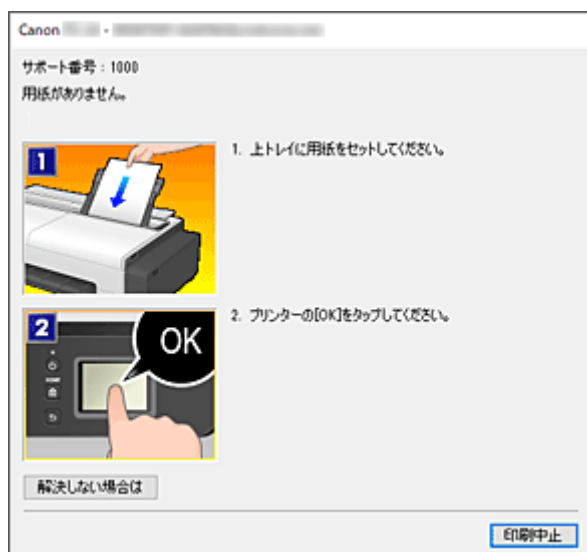 Canon -
サポート番号 : 1000
用紙がありません。
1
1. 上トレイに用紙をセットしてください。
2
OK
HOME
2. プリンターの[OK]をタップしてください。
解決しない場合は
印刷中止